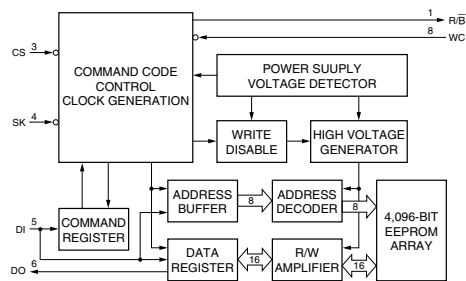 1
R/B̅
8
WC
CS
3
SK
4
COMMAND CODE
CONTROL
CLOCK GENERATION
POWER SUUPLY
VOLTAGE DETECTOR
WRITE
DISABLE
HIGH VOLTAGE
GENERATOR
ADDRESS
BUFFER
8
ADDRESS
DECODER
8
4,096-BIT
EEPROM
ARRAY
DI
5
COMMAND
REGISTER
DO
6
DATA
REGISTER
16
R/W
AMPLIFIER
16